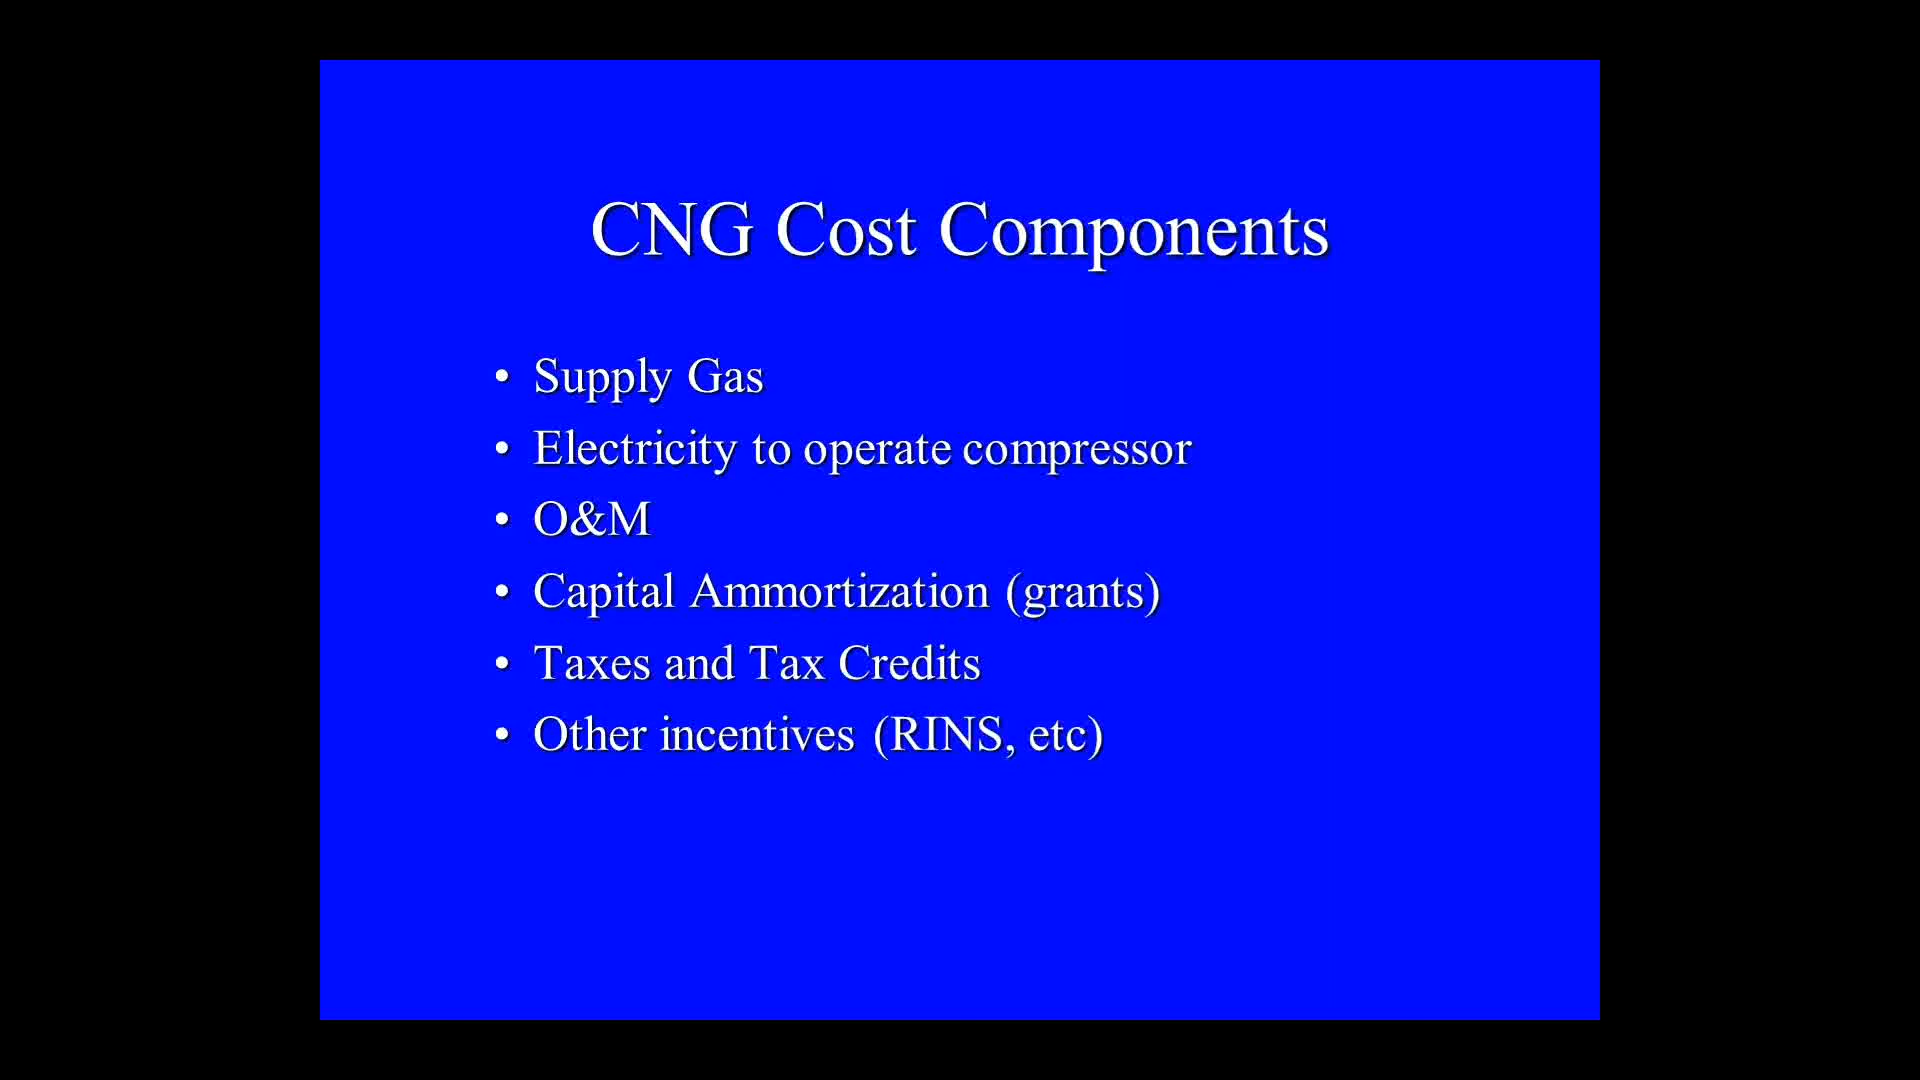 CNG Cost Components
• Supply Gas
• Electricity to operate compressor
• O&M
• Capital Ammortization (grants)
• Taxes and Tax Credits
• Other incentives (RINS, etc)